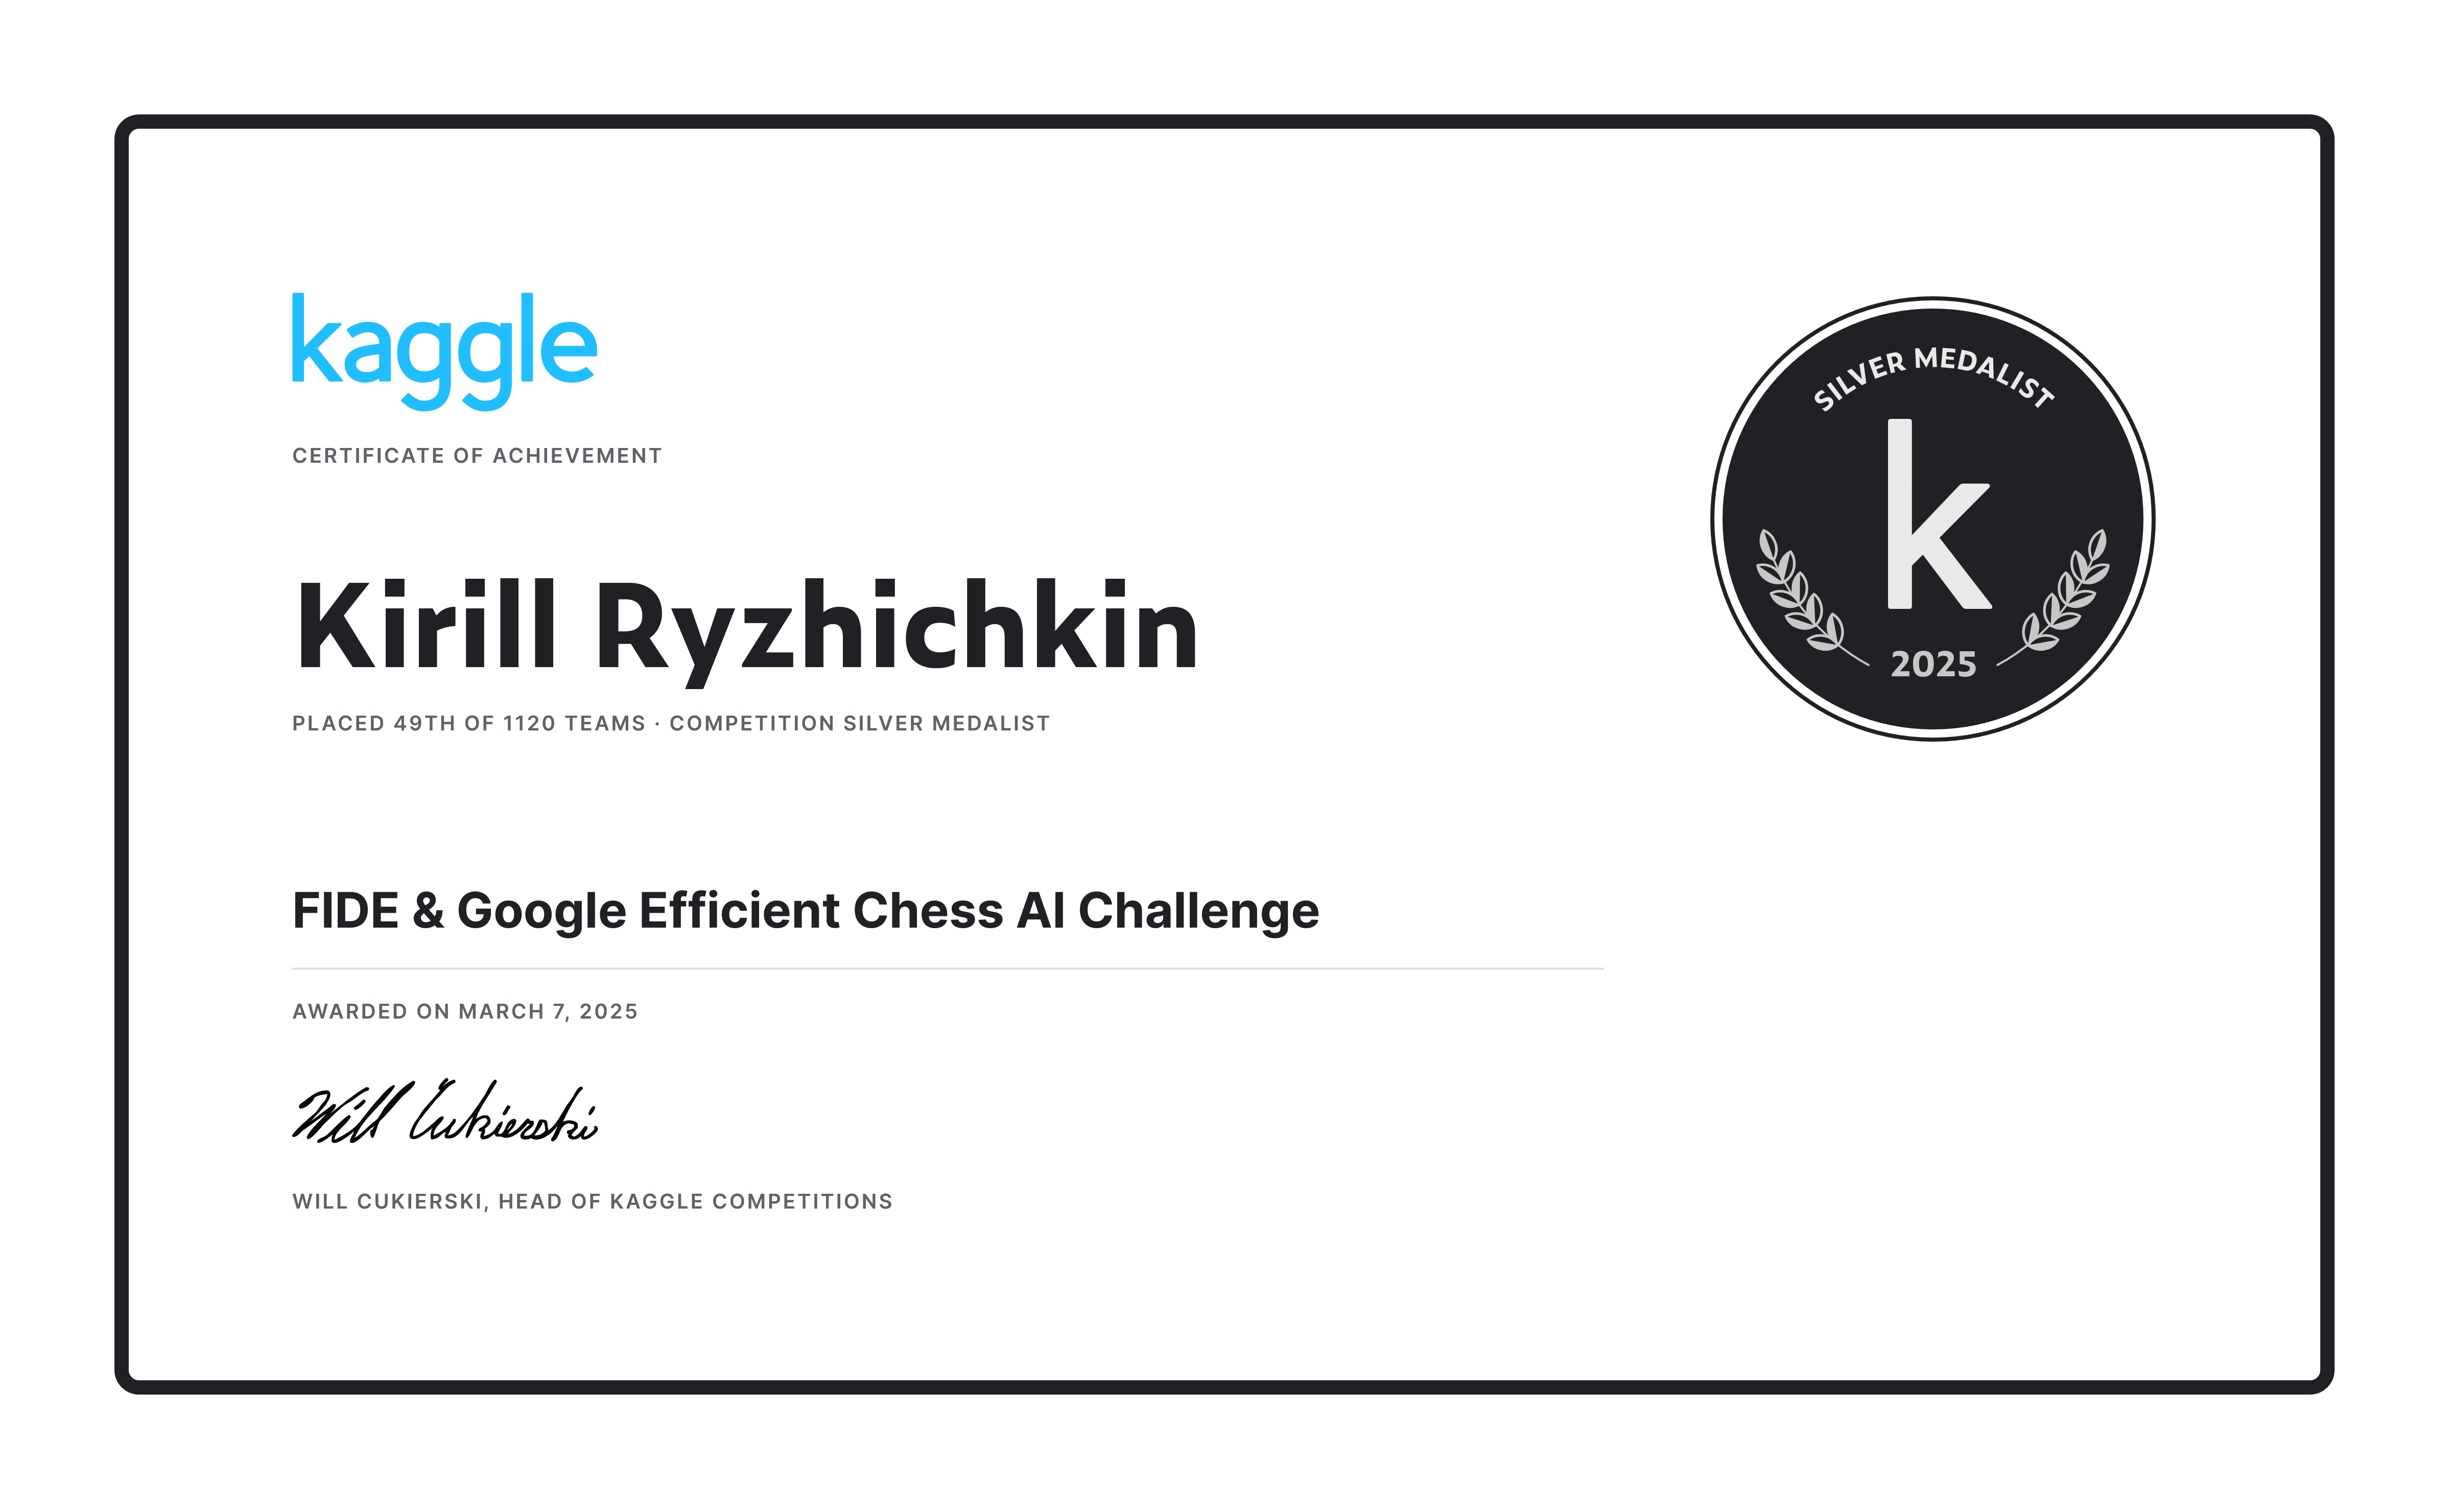 kaggle
CERTIFICATE OF ACHIEVEMENT
Kirill Ryzhichkin
PLACED 49TH OF 1120 TEAMS · COMPETITION SILVER MEDALIST
SILVER MEDALIST
k
2025
FIDE & Google Efficient Chess AI Challenge
AWARDED ON MARCH 7, 2025
Will Cukierski
WILL CUKIERSKI, HEAD OF KAGGLE COMPETITIONS